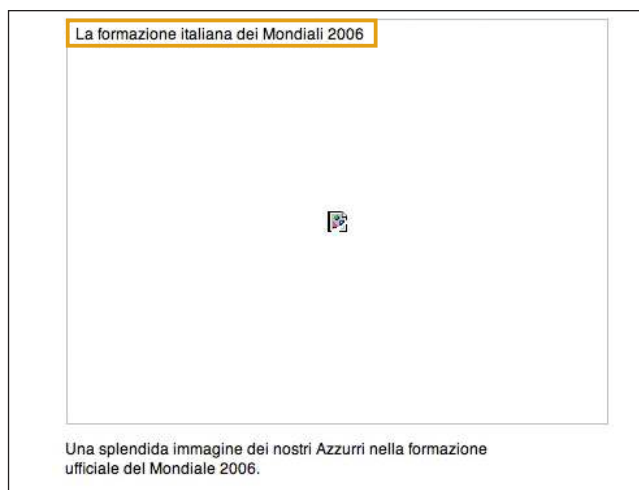 La formazione italiana dei Mondiali 2006
Una splendida immagine dei nostri Azzurri nella formazione
ufficiale del Mondiale 2006.